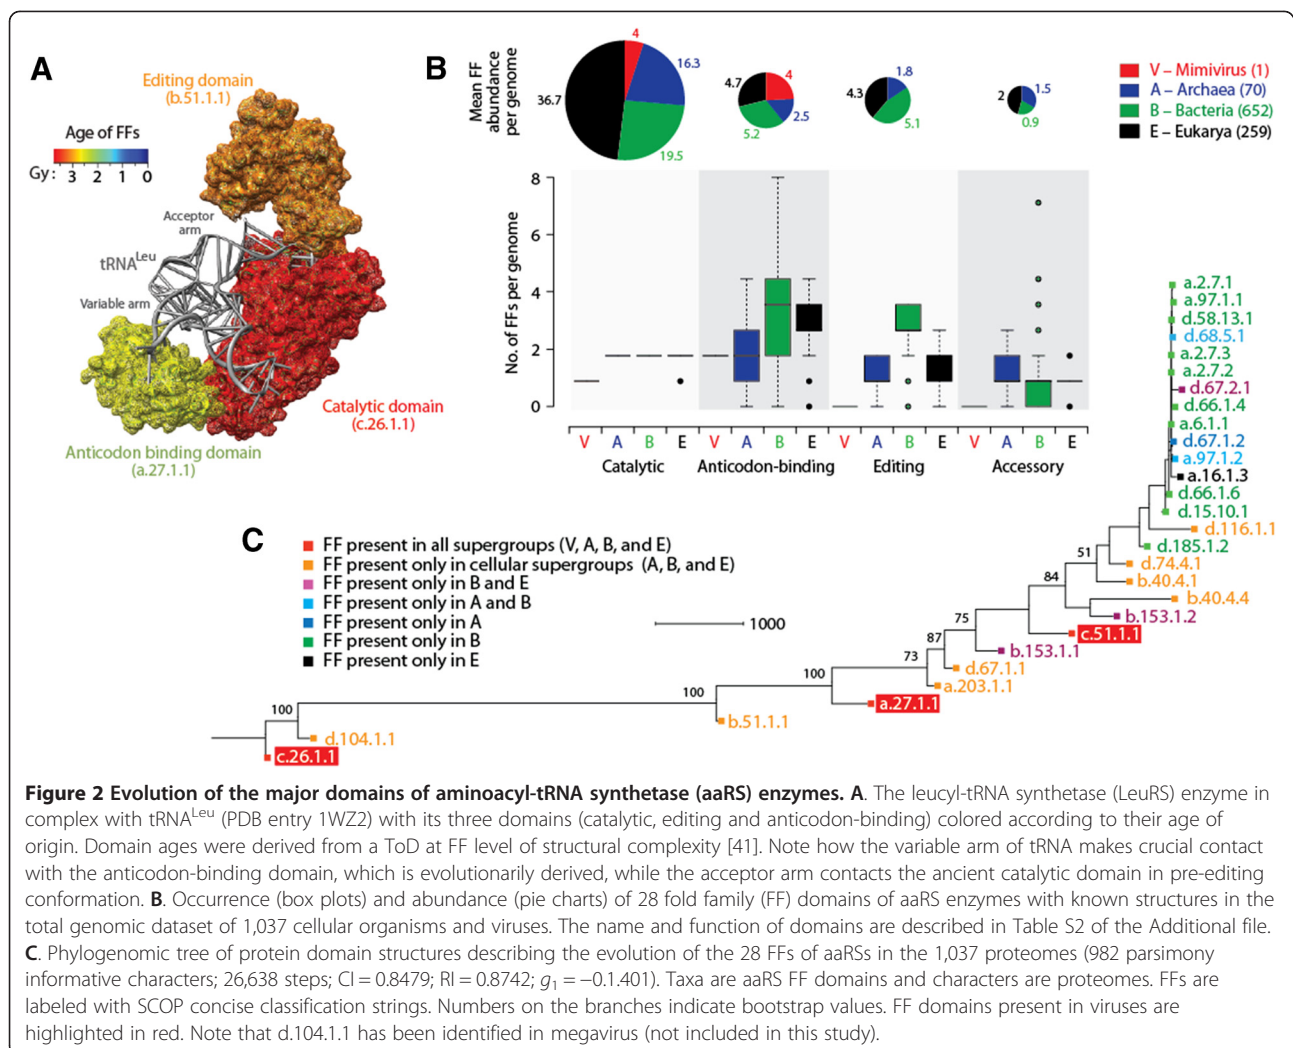 A
Editing domain
(b.51.1.1)
Age of FFs
Gy: 3 2 1 0
Acceptor
arm
tRNALeu
Variable arm
Catalytic domain
(c.26.1.1)
Anticodon binding domain
(a.27.1.1)
B
Mean FF
abundance
per genome
4
16.3
19.5
36.7
4
2.5
5.2
4.7
1.8
5.1
4.3
1.5
0.9
2
V – Mimivirus (1)
A – Archaea (70)
B – Bacteria (652)
E – Eukarya (259)
No. of FFs per genome
8
6
4
2
0
V A B E V A B E V A B E V A B E
Catalytic Anticodon-binding Editing Accessory
C
FF present in all supergroups (V, A, B, and E)
FF present only in cellular supergroups (A, B, and E)
FF present only in B and E
FF present only in A and B
FF present only in A
FF present only in B
FF present only in E
1000
a.2.7.1
a.97.1.1
d.58.13.1
d.68.5.1
a.2.7.3
a.2.7.2
d.67.2.1
d.66.1.4
a.6.1.1
d.67.1.2
a.97.1.2
a.16.1.3
d.66.1.6
d.15.10.1
d.116.1.1
d.185.1.2
51
d.74.4.1
b.40.4.1
84
b.40.4.4
b.153.1.2
75
c.51.1.1
87
b.153.1.1
73
d.67.1.1
a.203.1.1
100
a.27.1.1
100
b.51.1.1
100
d.104.1.1
c.26.1.1
Figure 2 Evolution of the major domains of aminoacyl-tRNA synthetase (aaRS) enzymes. A. The leucyl-tRNA synthetase (LeuRS) enzyme in
complex with tRNALeu (PDB entry 1WZ2) with its three domains (catalytic, editing and anticodon-binding) colored according to their age of
origin. Domain ages were derived from a ToD at FF level of structural complexity [41]. Note how the variable arm of tRNA makes crucial contact
with the anticodon-binding domain, which is evolutionarily derived, while the acceptor arm contacts the ancient catalytic domain in pre-editing
conformation. B. Occurrence (box plots) and abundance (pie charts) of 28 fold family (FF) domains of aaRS enzymes with known structures in the
total genomic dataset of 1,037 cellular organisms and viruses. The name and function of domains are described in Table S2 of the Additional file.
C. Phylogenomic tree of protein domain structures describing the evolution of the 28 FFs of aaRSs in the 1,037 proteomes (982 parsimony
informative characters; 26,638 steps; CI = 0.8479; RI = 0.8742; g1 = −0.1.401). Taxa are aaRS FF domains and characters are proteomes. FFs are
labeled with SCOP concise classification strings. Numbers on the branches indicate bootstrap values. FF domains present in viruses are
highlighted in red. Note that d.104.1.1 has been identified in megavirus (not included in this study).